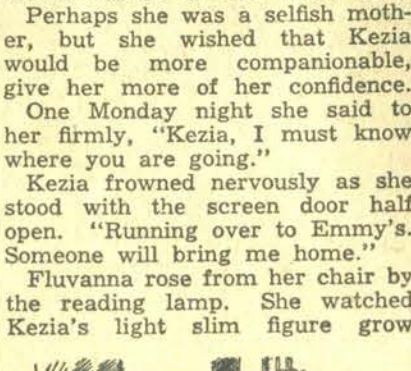 Perhaps she was a selfish moth-
er, but she wished that Kezia
would be more companionable,
give her more of her confidence.
One Monday night she said to
her firmly, "Kezia, I must know
where you are going."
Kezia frowned nervously as she
stood with the screen door half
open. "Running over to Emmy's.
Someone will bring me home."
Fluvanna rose from her chair by
the reading lamp. She watched
Kezia's light slim figure grow